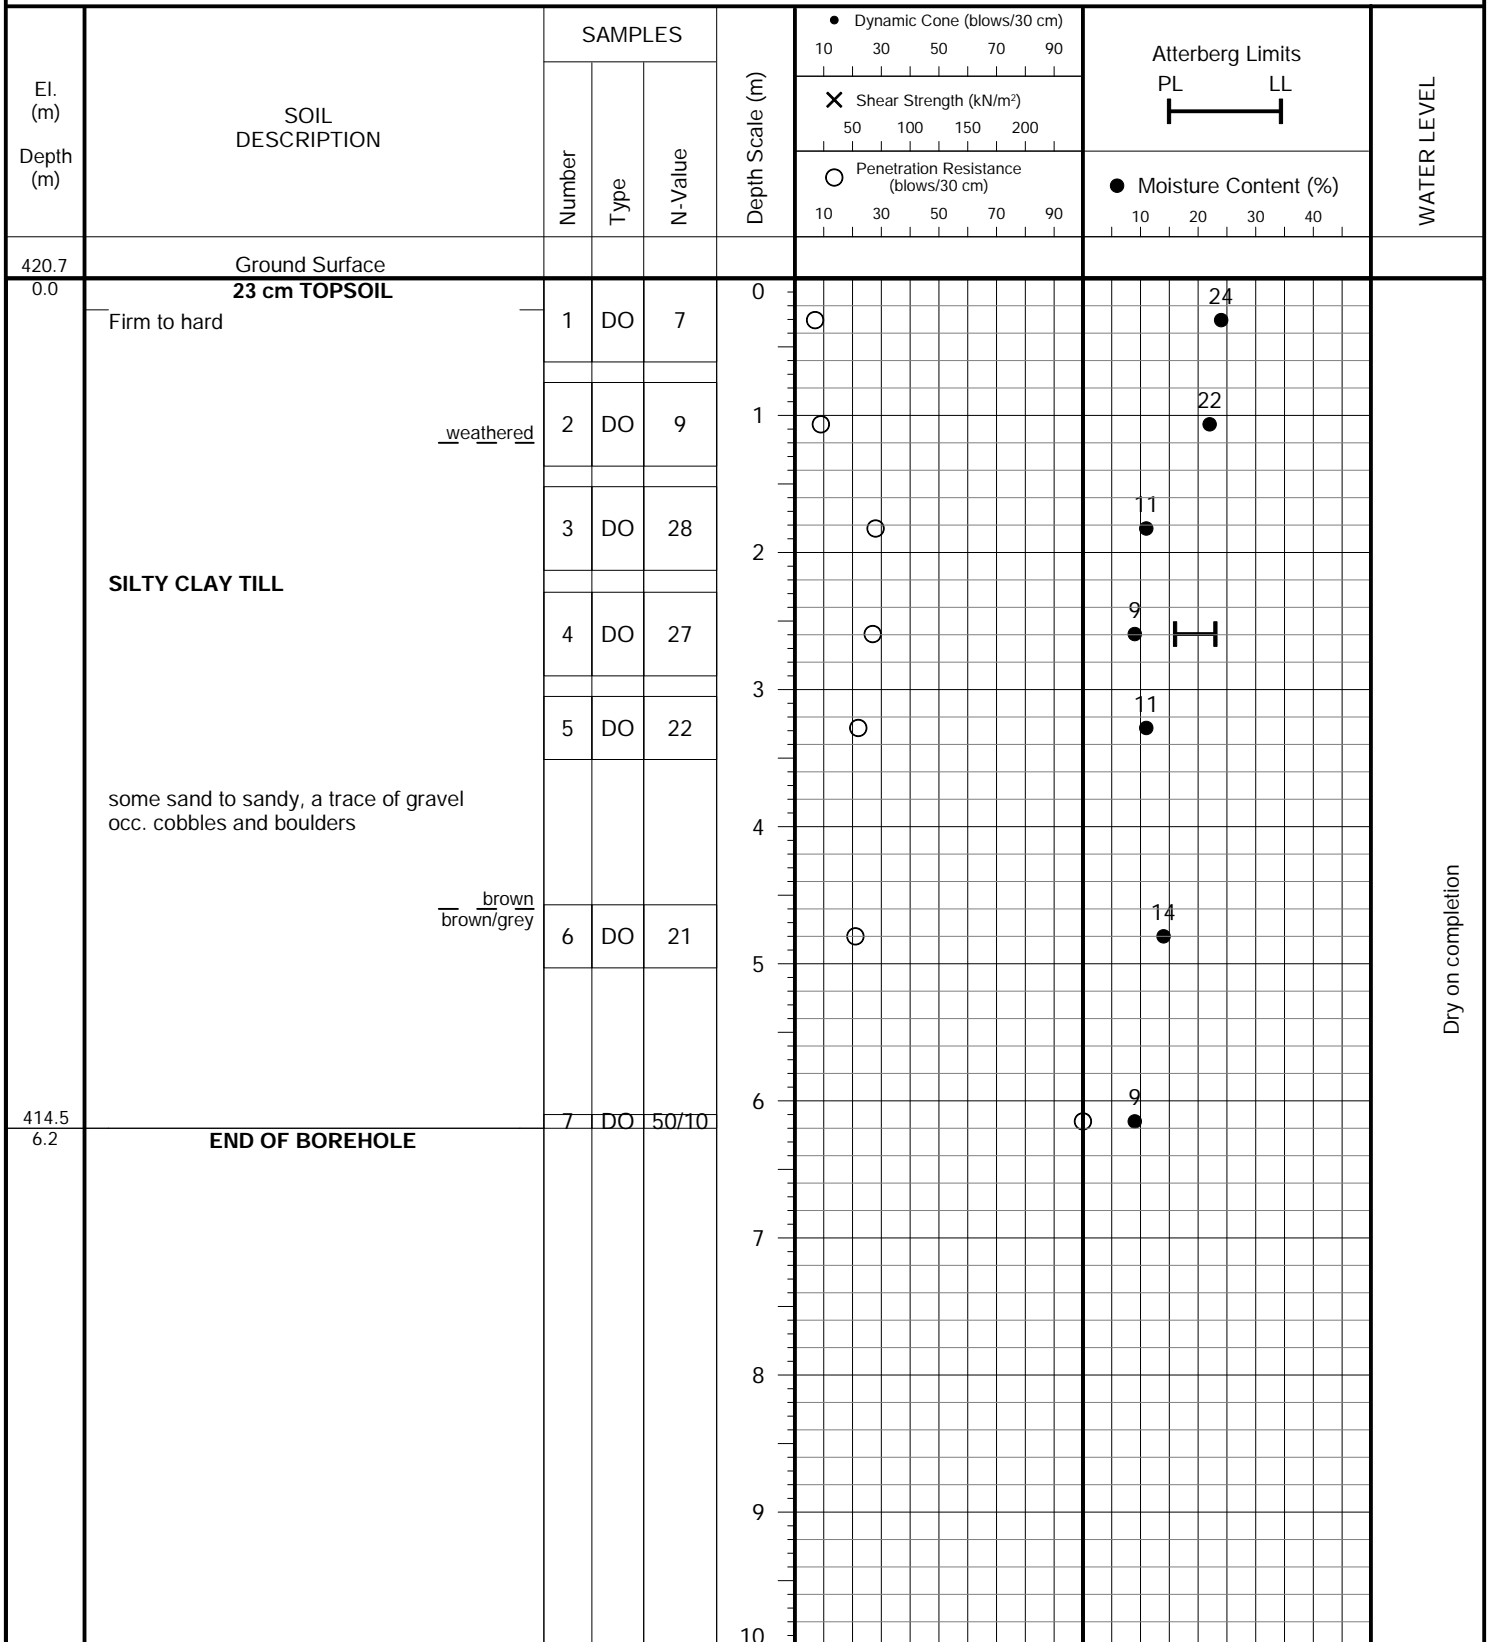 El.
(m)
Depth
(m)
SOIL
DESCRIPTION
SAMPLES
Number
Type
N-Value
Depth Scale (m)
Dynamic Cone (blows/30 cm)
10 30 50 70 90
Shear Strength (kN/m²)
50 100 150 200
Penetration Resistance
(blows/30 cm)
10 30 50 70 90
Atterberg Limits
PL LL
Moisture Content (%)
10 20 30 40
WATER LEVEL
420.7 Ground Surface
0.0 23 cm TOPSOIL 0
24
Firm to hard 1 DO 7
22
1
weathered 2 DO 9
11
3 DO 28
2
SILTY CLAY TILL
9
4 DO 27
3
11
5 DO 22
some sand to sandy, a trace of gravel
occ. cobbles and boulders
4
brown
brown/grey
14
6 DO 21
5
Dry on completion
6 9
414.5 7 DO 50/10
6.2 END OF BOREHOLE
7
8
9
10